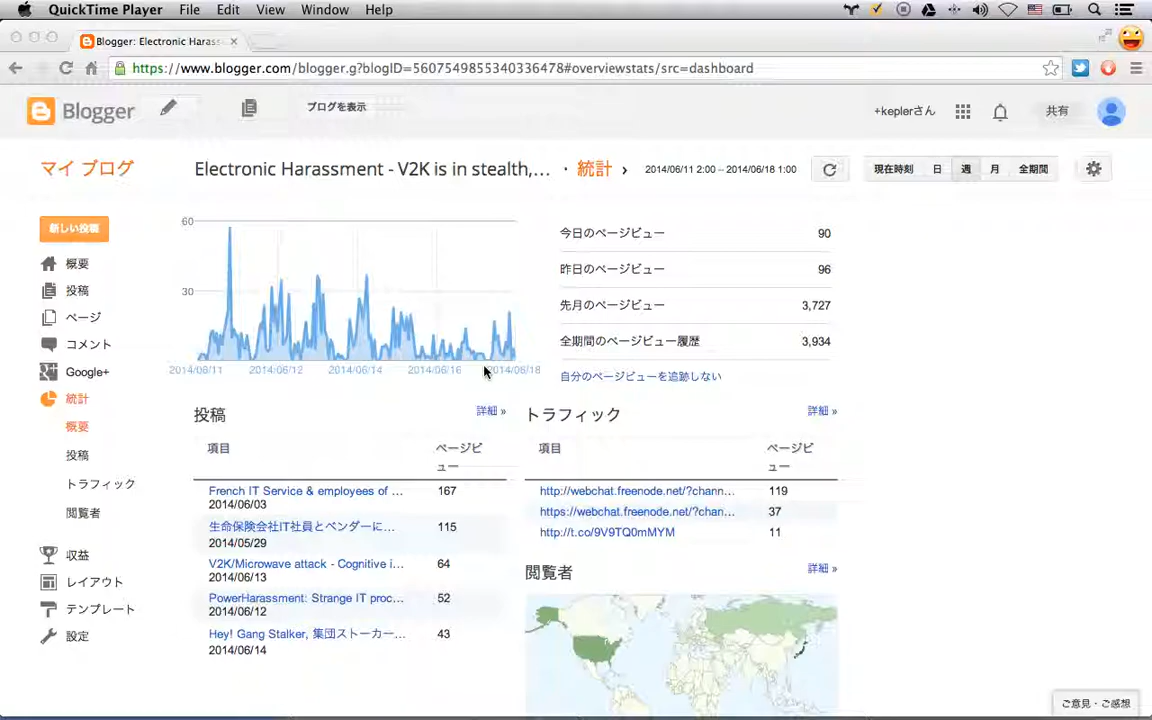 QuickTime Player File Edit View Window Help
Blogger: Electronic Harass
https://www.blogger.com/blogger.g?blogID=5607549855340336478#overviewstats/src=dashboard
Blogger ブログを表示 +keplerさん 共有
マイ ブログ Electronic Harassment - V2K is in stealth,... · 統計 › 2014/06/11 2:00 – 2014/06/18 1:00 現在時刻 日 週 月 全期間
新しい投稿
概要
投稿
ページ
コメント
Google+
統計
概要
投稿
トラフィック
閲覧者
収益
レイアウト
テンプレート
設定
60
30
2014/06/11 2014/06/12 2014/06/14 2014/06/16 2014/06/18
今日のページビュー 90
昨日のページビュー 96
先月のページビュー 3,727
全期間のページビュー履歴 3,934
自分のページビューを追跡しない
投稿 詳細 »
項目 ページビ
ュー
French IT Service & employees of ... 167
2014/06/03
生命保険会社IT社員とベンダーに... 115
2014/05/29
V2K/Microwave attack - Cognitive i... 64
2014/06/13
PowerHarassment: Strange IT proc... 52
2014/06/12
Hey! Gang Stalker, 集団ストーカー... 43
2014/06/14
トラフィック 詳細 »
項目 ページビ
ュー
http://webchat.freenode.net/?chann... 119
https://webchat.freenode.net/?chann... 37
http://t.co/9V9TQ0mMYM 11
閲覧者 詳細 »
ご意見・ご感想